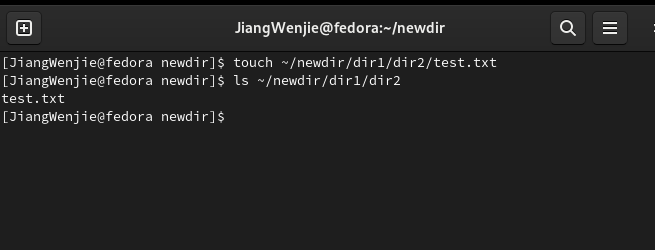 JiangWenjie@fedora:~/newdir
[JiangWenjie@fedora newdir]$ touch ~/newdir/dir1/dir2/test.txt
[JiangWenjie@fedora newdir]$ ls ~/newdir/dir1/dir2
test.txt
[JiangWenjie@fedora newdir]$